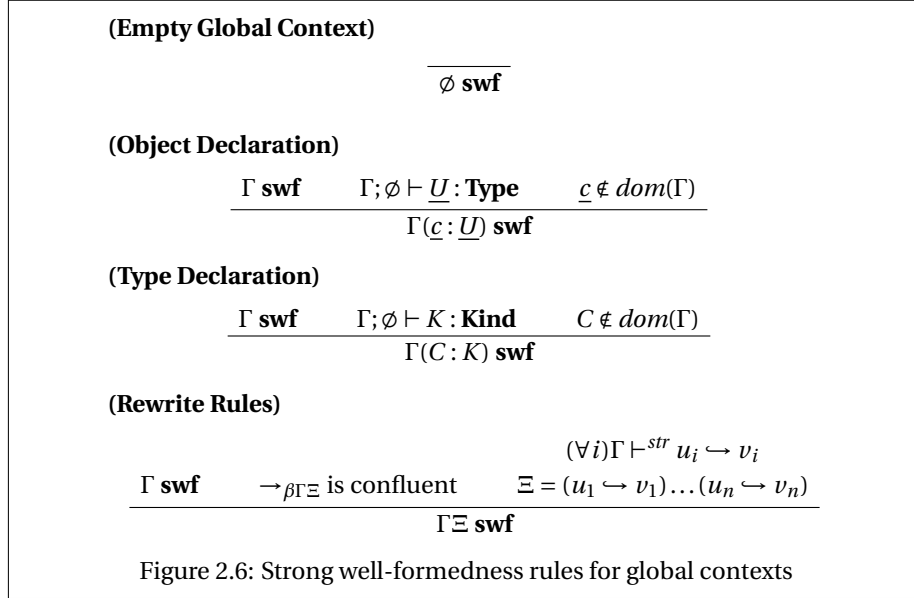 (Empty Global Context)
∅ swf
(Object Declaration)
Γ swf Γ; ∅ ⊢ U : Type c ∉ dom(Γ)
Γ(c : U) swf
(Type Declaration)
Γ swf Γ; ∅ ⊢ K : Kind C ∉ dom(Γ)
Γ(C : K) swf
(Rewrite Rules)
(∀i)Γ ⊢ˢᵗʳ uᵢ ↪ vᵢ
Γ swf →βΓΞ is confluent Ξ = (u₁ ↪ v₁)...(uₙ ↪ vₙ)
ΓΞ swf
Figure 2.6: Strong well-formedness rules for global contexts